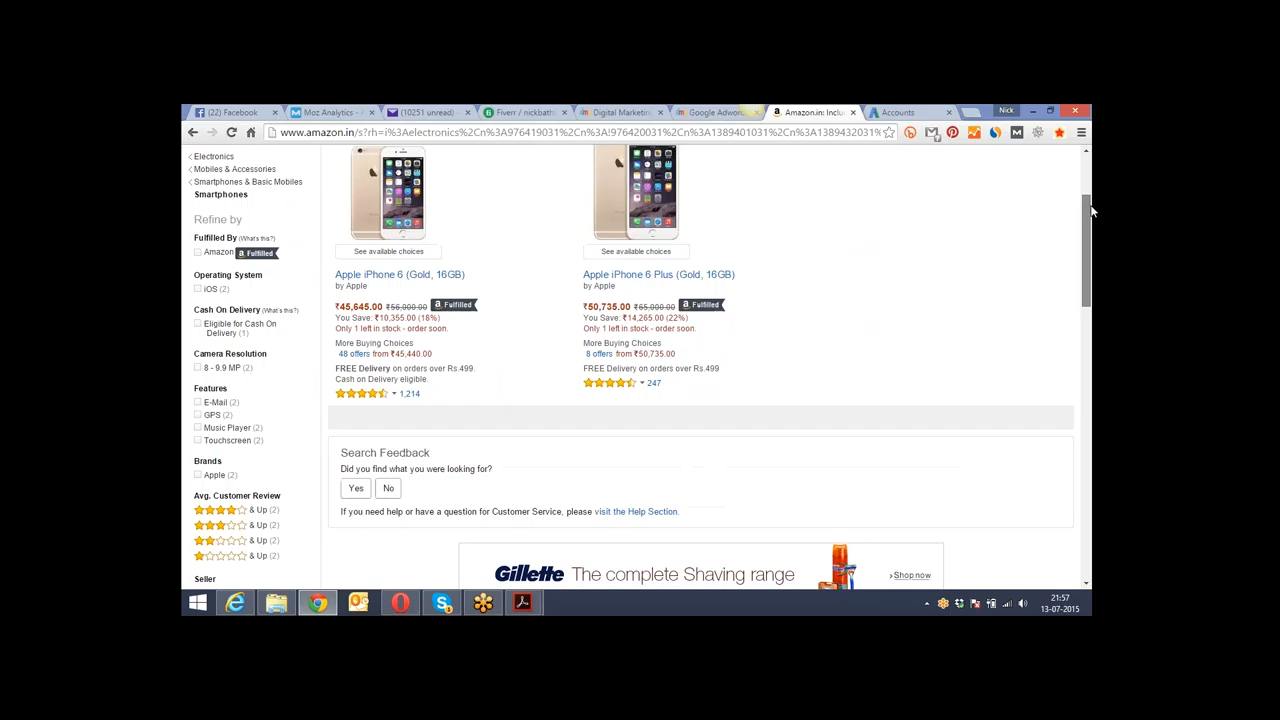 (22) Facebook
Moz Analytics -
(10251 unread)
Fiverr / nickbath
Digital Marketin
Google Adword
Amazon.in: Inclu
Accounts
Nick
www.amazon.in/s?rh=i%3Aelectronics%2Cn%3A976419031%2Cn%3A!976420031%2Cn%3A1389401031%2Cn%3A1389432031%
Electronics
Mobiles & Accessories
Smartphones & Basic Mobiles
Smartphones
Refine by
Fulfilled By (What's this?)
Amazon a Fulfilled
Operating System
iOS (2)
Cash On Delivery (What's this?)
Eligible for Cash On
Delivery (1)
Camera Resolution
8 - 9.9 MP (2)
Features
E-Mail (2)
GPS (2)
Music Player (2)
Touchscreen (2)
Brands
Apple (2)
Avg. Customer Review
& Up (2)
& Up (2)
& Up (2)
& Up (2)
Seller
See available choices
Apple iPhone 6 (Gold, 16GB)
by Apple
₹45,645.00 ₹56,000.00 a Fulfilled
You Save: ₹10,355.00 (18%)
Only 1 left in stock - order soon.
More Buying Choices
48 offers from ₹45,440.00
FREE Delivery on orders over Rs.499.
Cash on Delivery eligible.
1,214
See available choices
Apple iPhone 6 Plus (Gold, 16GB)
by Apple
₹50,735.00 ₹65,000.00 a Fulfilled
You Save: ₹14,265.00 (22%)
Only 1 left in stock - order soon.
More Buying Choices
8 offers from ₹50,735.00
FREE Delivery on orders over Rs.499
247
Search Feedback
Did you find what you were looking for?
Yes
No
If you need help or have a question for Customer Service, please visit the Help Section.
Gillette The complete Shaving range
› Shop now
21:57
13-07-2015